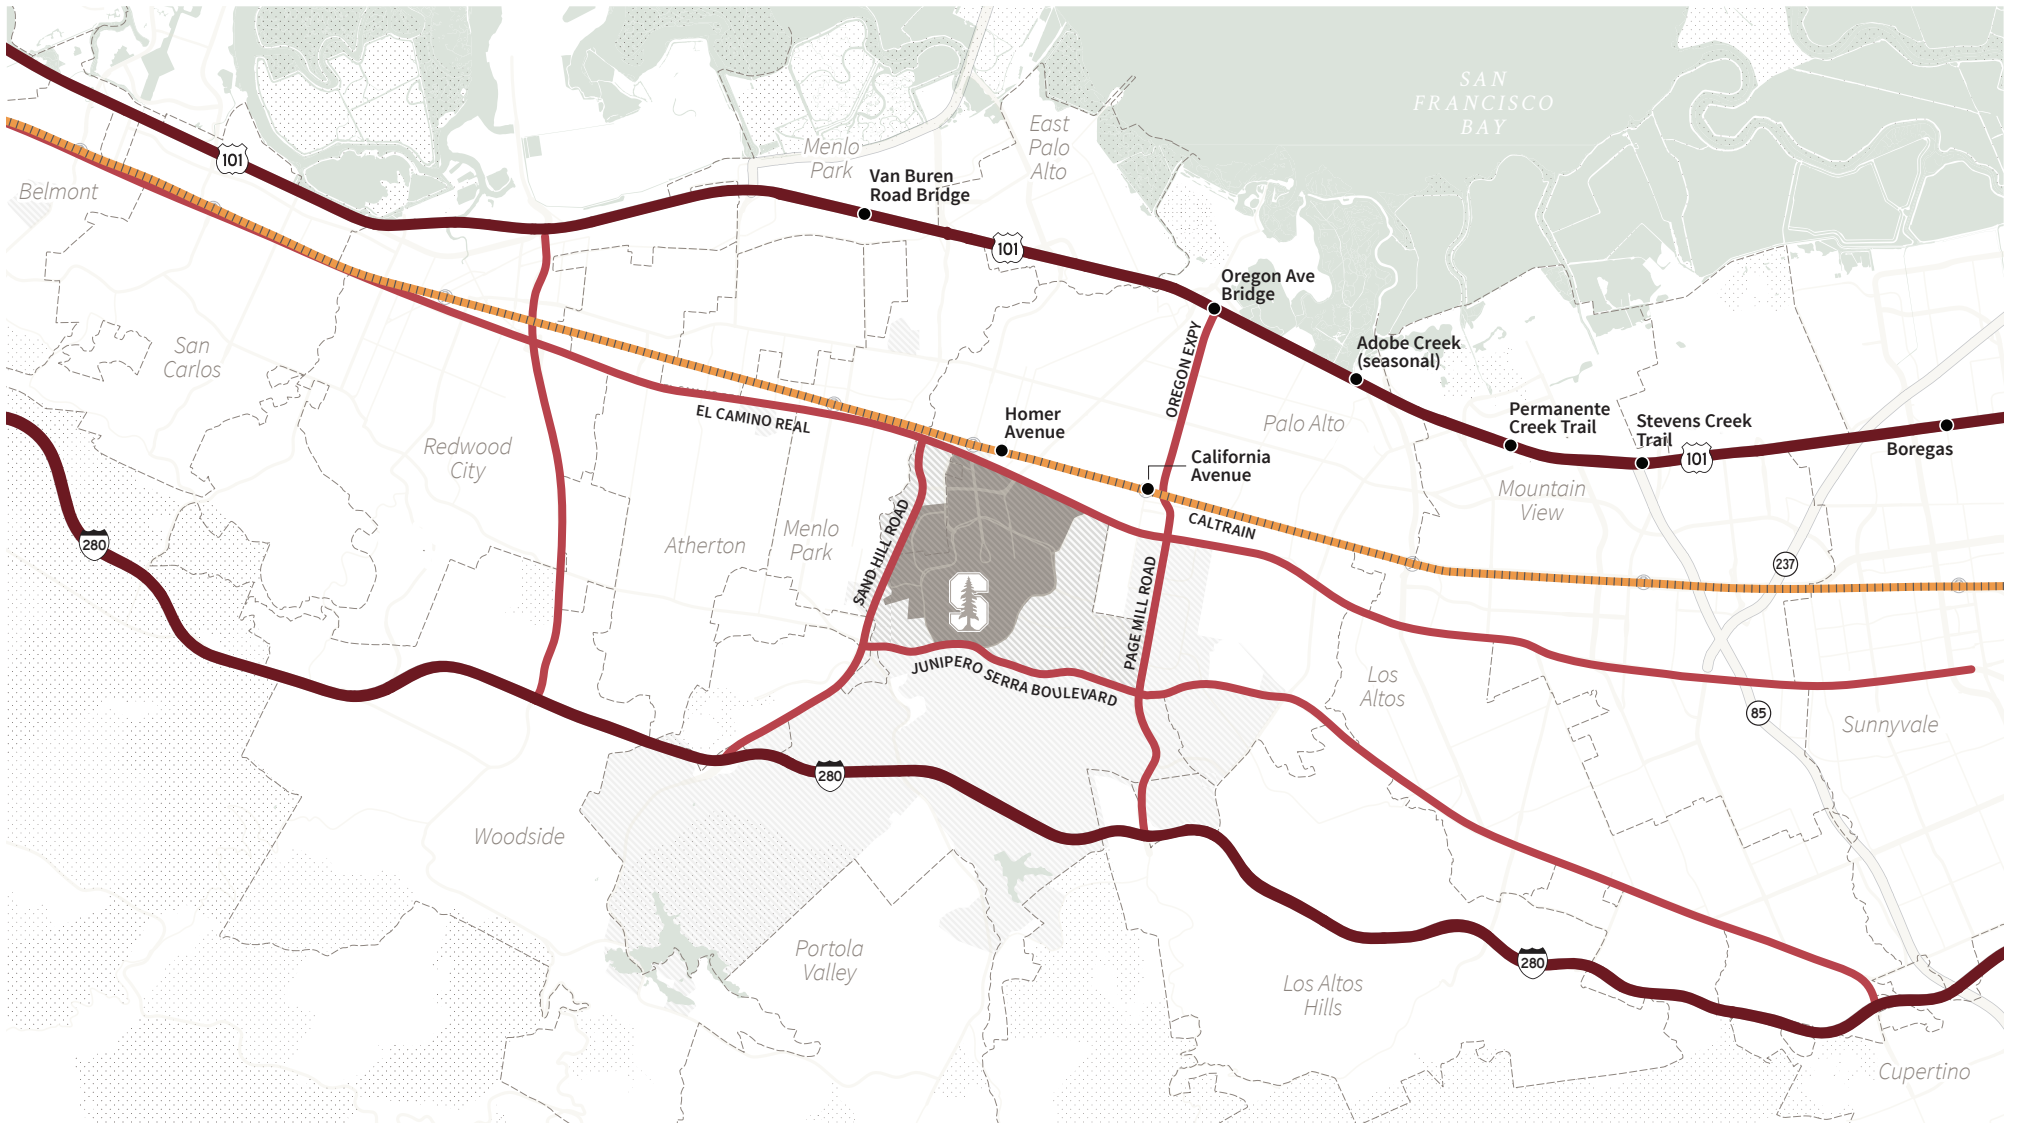 SAN
FRANCISCO
BAY
East
Palo
Alto
Menlo
Park
101
Van Buren
Road Bridge
Belmont
101
Oregon Ave
Bridge
OREGON EXPY
San
Carlos
Adobe Creek
(seasonal)
EL CAMINO REAL
Homer
Avenue
Palo Alto
Permanente
Creek Trail
Stevens Creek
Trail
101
Boregas
Redwood
City
California
Avenue
Mountain
View
CALTRAIN
280
Atherton
Menlo
Park
SAND HILL ROAD
S
PAGE MILL ROAD
237
JUNIPERO SERRA BOULEVARD
Los
Altos
85
Sunnyvale
280
Woodside
Portola
Valley
280
Los Altos
Hills
Cupertino